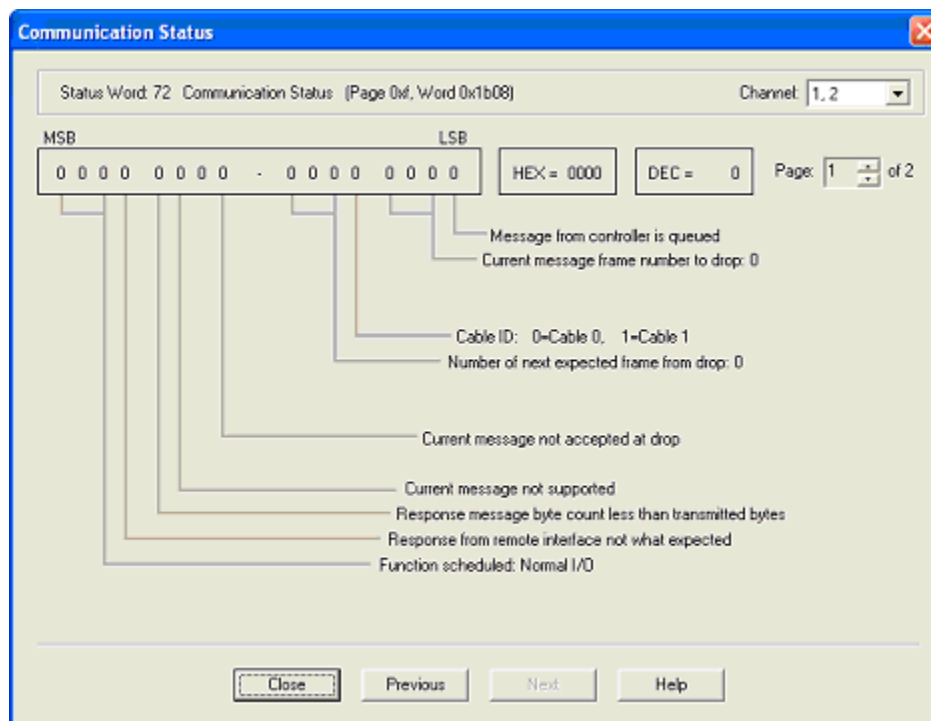 Communication Status
Status Word: 72 Communication Status (Page 0xf, Word 0x1b08) Channel: 1, 2
MSB LSB
0 0 0 0 0 0 0 0 - 0 0 0 0 0 0 0 0 HEX = 0000 DEC = 0 Page: 1 of 2
Message from controller is queued
Current message frame number to drop: 0
Cable ID: 0=Cable 0, 1=Cable 1
Number of next expected frame from drop: 0
Current message not accepted at drop
Current message not supported
Response message byte count less than transmitted bytes
Response from remote interface not what expected
Function scheduled: Normal I/O
Close Previous Next Help